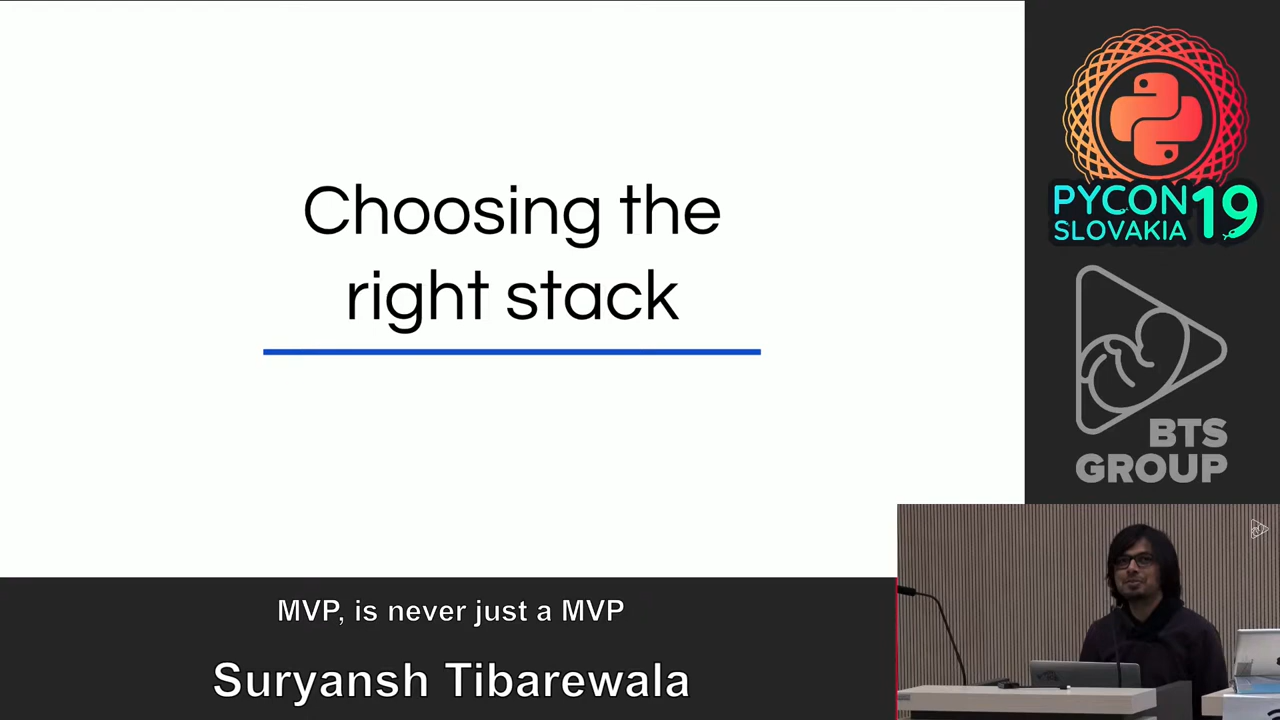 Choosing the
right stack
PYCON 19
SLOVAKIA
BTS
GROUP
MVP, is never just a MVP
Suryansh Tibarewala